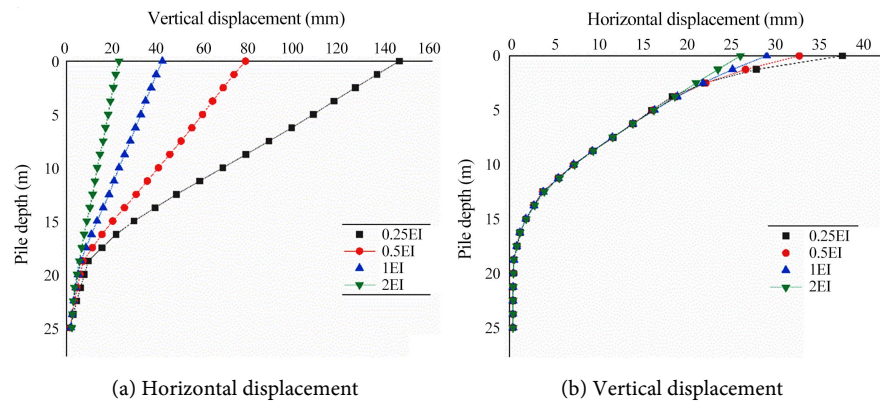 Vertical displacement (mm)
0 20 40 60 80 100 120 140 160
0
5
10
15
20
25
Pile depth (m)
0.25EI
0.5EI
1EI
2EI
(a) Horizontal displacement
Horizontal displacement (mm)
0 5 10 15 20 25 30 35 40
0
5
10
15
20
25
Pile depth (m)
0.25EI
0.5EI
1EI
2EI
(b) Vertical displacement